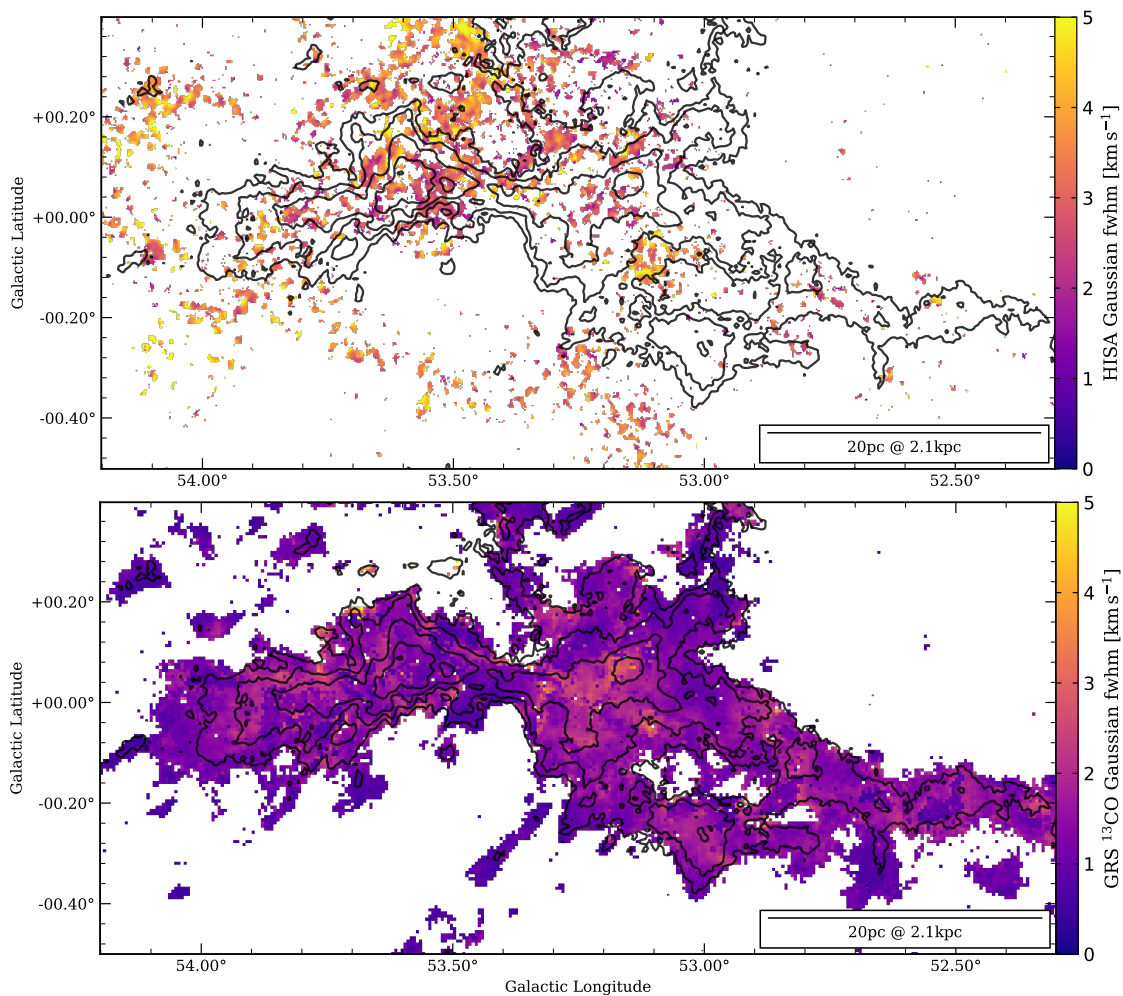 5
4
3
2
1
0
HISA Gaussian fwhm [km s⁻¹]
+00.20°
+00.00°
-00.20°
-00.40°
Galactic Latitude
20pc @ 2.1kpc
54.00° 53.50° 53.00° 52.50°
5
4
3
2
1
0
GRS ¹³CO Gaussian fwhm [km s⁻¹]
+00.20°
+00.00°
-00.20°
-00.40°
Galactic Latitude
20pc @ 2.1kpc
54.00° 53.50° 53.00° 52.50°
Galactic Longitude